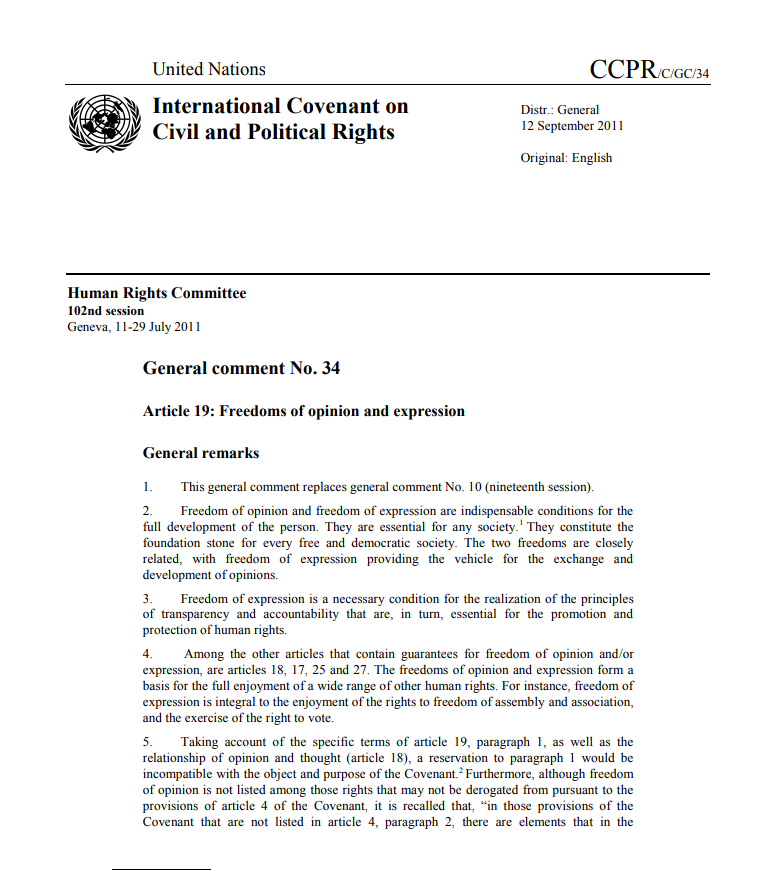 United Nations
CCPR/C/GC/34
International Covenant on
Civil and Political Rights
Distr.: General
12 September 2011
Original: English
Human Rights Committee
102nd session
Geneva, 11-29 July 2011
General comment No. 34
Article 19: Freedoms of opinion and expression
General remarks
1. This general comment replaces general comment No. 10 (nineteenth session).
2. Freedom of opinion and freedom of expression are indispensable conditions for the
full development of the person. They are essential for any society.1 They constitute the
foundation stone for every free and democratic society. The two freedoms are closely
related, with freedom of expression providing the vehicle for the exchange and
development of opinions.
3. Freedom of expression is a necessary condition for the realization of the principles
of transparency and accountability that are, in turn, essential for the promotion and
protection of human rights.
4. Among the other articles that contain guarantees for freedom of opinion and/or
expression, are articles 18, 17, 25 and 27. The freedoms of opinion and expression form a
basis for the full enjoyment of a wide range of other human rights. For instance, freedom of
expression is integral to the enjoyment of the rights to freedom of assembly and association,
and the exercise of the right to vote.
5. Taking account of the specific terms of article 19, paragraph 1, as well as the
relationship of opinion and thought (article 18), a reservation to paragraph 1 would be
incompatible with the object and purpose of the Covenant.2 Furthermore, although freedom
of opinion is not listed among those rights that may not be derogated from pursuant to the
provisions of article 4 of the Covenant, it is recalled that, “in those provisions of the
Covenant that are not listed in article 4, paragraph 2, there are elements that in the